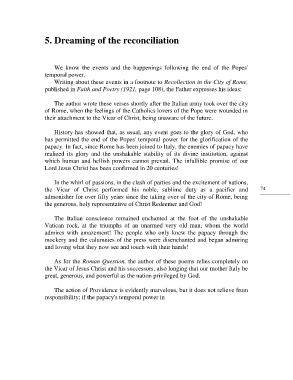 5. Dreaming of the reconciliation
We know the events and the happenings following the end of the Popes'
temporal power.
Writing about these events in a footnote to Recollection in the City of Rome,
published in Faith and Poetry (1921, page 108), the Father expresses his ideas:
The author wrote these verses shortly after the Italian army took over the city
of Rome, when the feelings of the Catholics lovers of the Pope were wounded in
their attachment to the Vicar of Christ, being unaware of the future.
History has showed that, as usual, any event goes to the glory of God, who
has permitted the end of the Popes' temporal power for the glorification of the
papacy. In fact, since Rome has been joined to Italy, the enemies of papacy have
realized its glory and the unshakable stability of its divine institution, against
which human and hellish powers cannot prevail. The infallible promise of our
Lord Jesus Christ has been confirmed in 20 centuries!
In the whirl of passions, in the clash of parties and the excitement of nations,
the Vicar of Christ performed his noble, sublime duty as a pacifier and
admonisher for over fifty years since the taking over of the city of Rome, being
the generous, holy representative of Christ Redeemer and God!
74
The Italian conscience remained enchanted at the foot of the unshakable
Vatican rock, at the triumphs of an unarmed very old man, whom the world
admires with amazement! The people who only knew the papacy through the
mockery and the calumnies of the press were disenchanted and began admiring
and loving what they now see and touch with their hands!
As for the Roman Question, the author of these poems relies completely on
the Vicar of Jesus Christ and his successors, also longing that our mother Italy be
great, generous, and powerful as the nation privileged by God.
The action of Providence is evidently marvelous, but it does not relieve from
responsibility; if the papacy's temporal power in